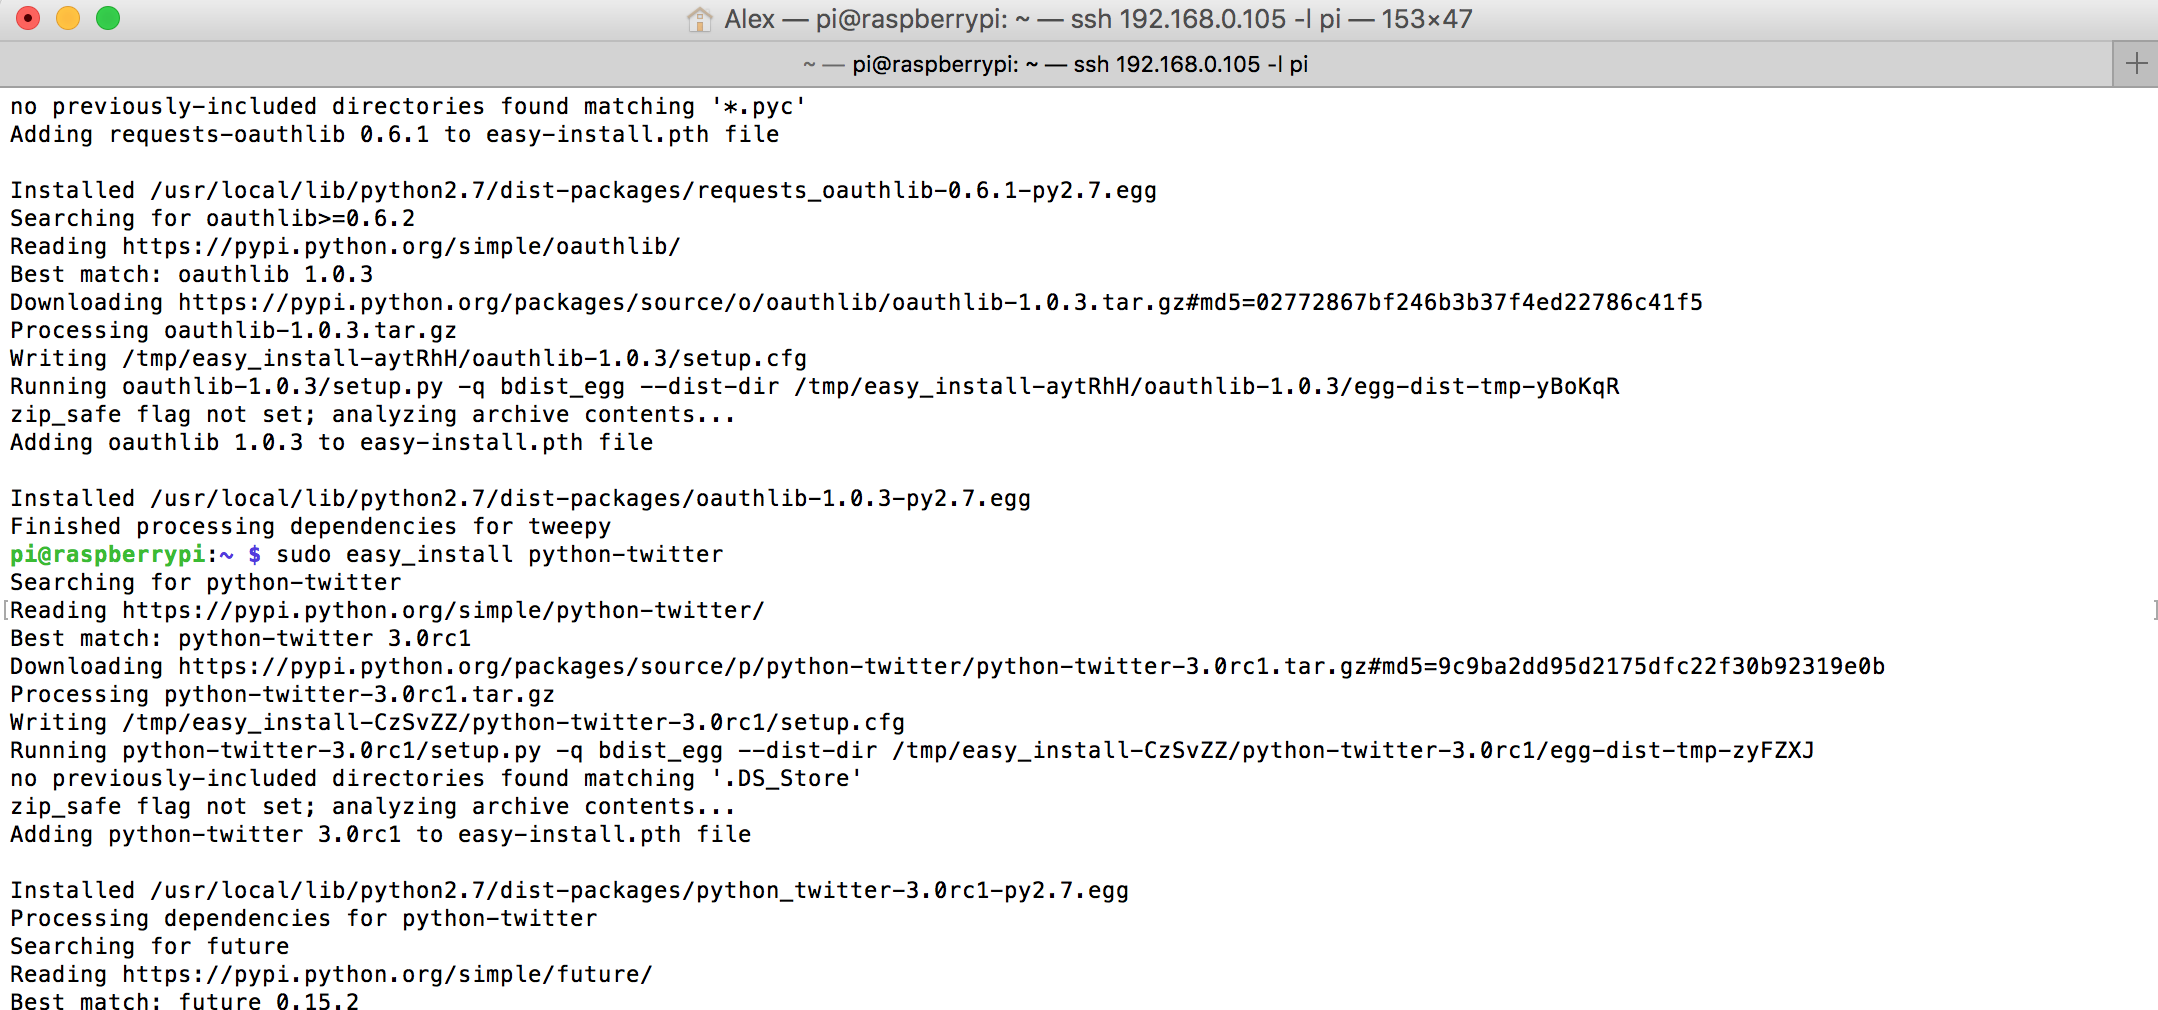 Alex — pi@raspberrypi: ~ — ssh 192.168.0.105 -l pi — 153×47
~ — pi@raspberrypi: ~ — ssh 192.168.0.105 -l pi
no previously-included directories found matching '*.pyc'
Adding requests-oauthlib 0.6.1 to easy-install.pth file
Installed /usr/local/lib/python2.7/dist-packages/requests_oauthlib-0.6.1-py2.7.egg
Searching for oauthlib>=0.6.2
Reading https://pypi.python.org/simple/oauthlib/
Best match: oauthlib 1.0.3
Downloading https://pypi.python.org/packages/source/o/oauthlib/oauthlib-1.0.3.tar.gz#md5=02772867bf246b3b37f4ed22786c41f5
Processing oauthlib-1.0.3.tar.gz
Writing /tmp/easy_install-aytRhH/oauthlib-1.0.3/setup.cfg
Running oauthlib-1.0.3/setup.py -q bdist_egg --dist-dir /tmp/easy_install-aytRhH/oauthlib-1.0.3/egg-dist-tmp-yBoKqR
zip_safe flag not set; analyzing archive contents...
Adding oauthlib 1.0.3 to easy-install.pth file
Installed /usr/local/lib/python2.7/dist-packages/oauthlib-1.0.3-py2.7.egg
Finished processing dependencies for tweepy
pi@raspberrypi:~ $ sudo easy_install python-twitter
Searching for python-twitter
Reading https://pypi.python.org/simple/python-twitter/
Best match: python-twitter 3.0rc1
Downloading https://pypi.python.org/packages/source/p/python-twitter/python-twitter-3.0rc1.tar.gz#md5=9c9ba2dd95d2175dfc22f30b92319e0b
Processing python-twitter-3.0rc1.tar.gz
Writing /tmp/easy_install-CzSvZZ/python-twitter-3.0rc1/setup.cfg
Running python-twitter-3.0rc1/setup.py -q bdist_egg --dist-dir /tmp/easy_install-CzSvZZ/python-twitter-3.0rc1/egg-dist-tmp-zyFZXJ
no previously-included directories found matching '.DS_Store'
zip_safe flag not set; analyzing archive contents...
Adding python-twitter 3.0rc1 to easy-install.pth file
Installed /usr/local/lib/python2.7/dist-packages/python_twitter-3.0rc1-py2.7.egg
Processing dependencies for python-twitter
Searching for future
Reading https://pypi.python.org/simple/future/
Best match: future 0.15.2